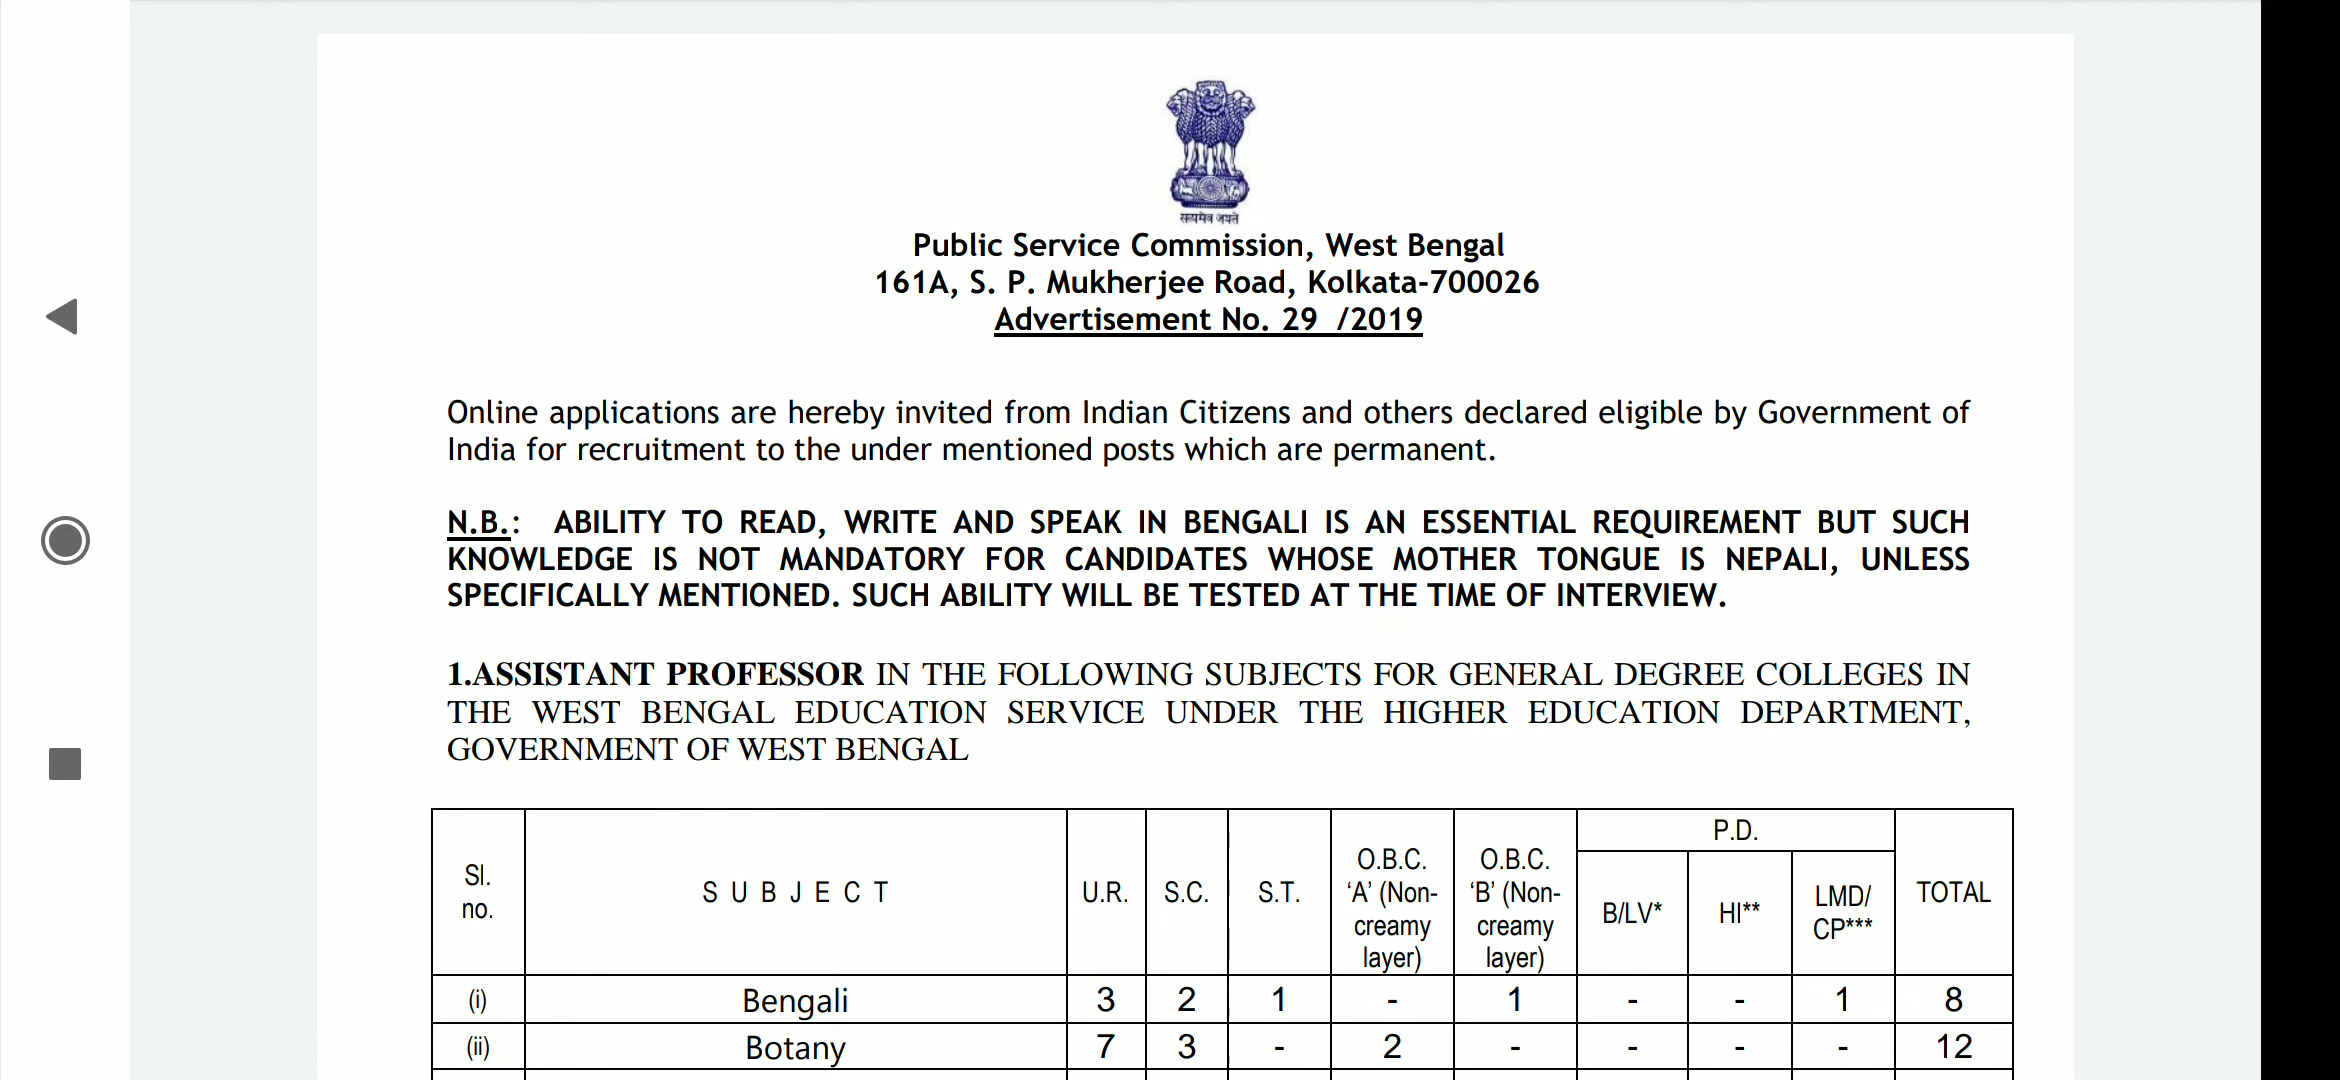 सत्यमेव जयते
Public Service Commission, West Bengal
161A, S. P. Mukherjee Road, Kolkata-700026
Advertisement No. 29 /2019
Online applications are hereby invited from Indian Citizens and others declared eligible by Government of
India for recruitment to the under mentioned posts which are permanent.
N.B.: ABILITY TO READ, WRITE AND SPEAK IN BENGALI IS AN ESSENTIAL REQUIREMENT BUT SUCH
KNOWLEDGE IS NOT MANDATORY FOR CANDIDATES WHOSE MOTHER TONGUE IS NEPALI, UNLESS
SPECIFICALLY MENTIONED. SUCH ABILITY WILL BE TESTED AT THE TIME OF INTERVIEW.
1.ASSISTANT PROFESSOR IN THE FOLLOWING SUBJECTS FOR GENERAL DEGREE COLLEGES IN
THE WEST BENGAL EDUCATION SERVICE UNDER THE HIGHER EDUCATION DEPARTMENT,
GOVERNMENT OF WEST BENGAL
Sl.
no.
S U B J E C T
U.R.
S.C.
S.T.
O.B.C.
‘A’ (Non-
creamy
layer)
O.B.C.
‘B’ (Non-
creamy
layer)
P.D.
B/LV*
HI**
LMD/
CP***
TOTAL
(i) Bengali 3 2 1 - 1 - - 1 8
(ii) Botany 7 3 - 2 - - - - 12